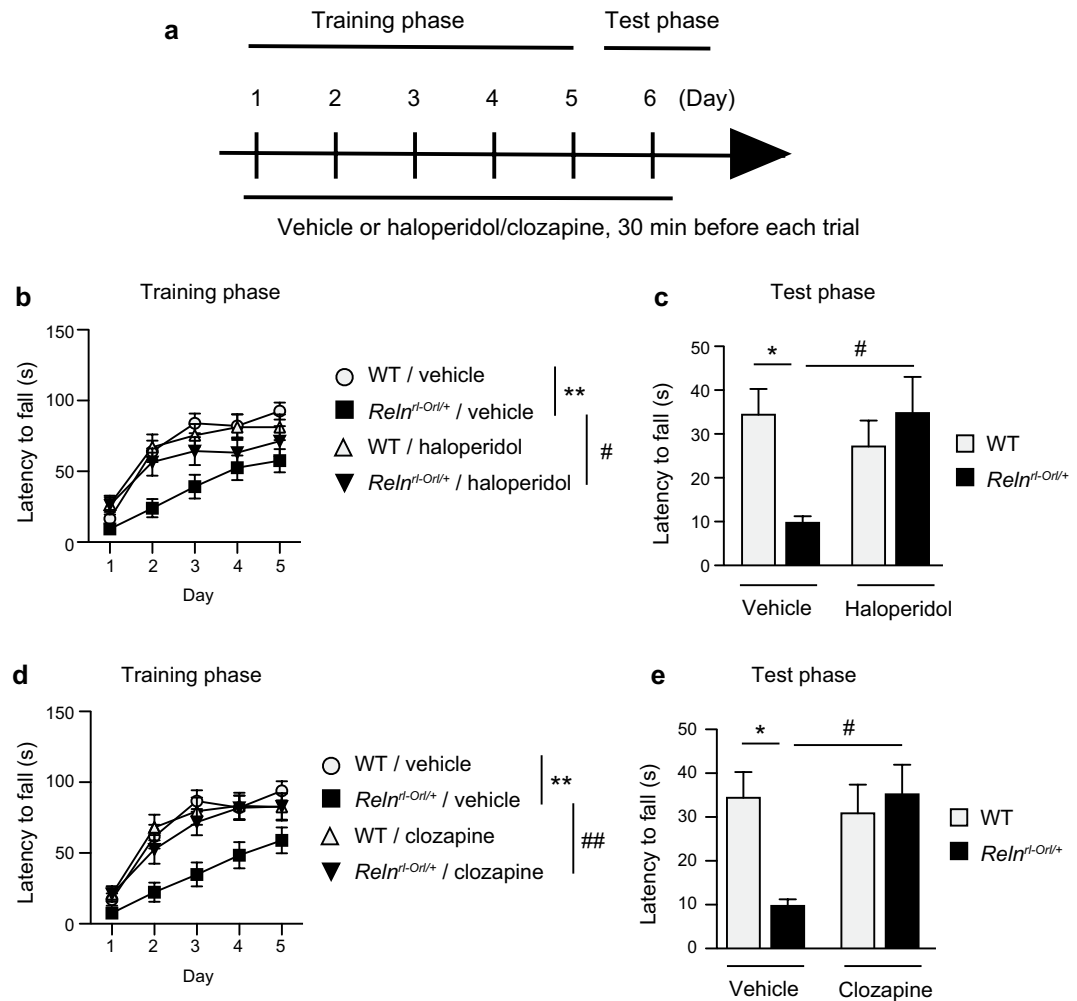 a
Training phase Test phase
1 2 3 4 5 6 (Day)
Vehicle or haloperidol/clozapine, 30 min before each trial
b
Training phase
Latency to fall (s)
150
100
50
0
1 2 3 4 5
Day
WT / vehicle
Reln^rl-Orl/+ / vehicle
WT / haloperidol
Reln^rl-Orl/+ / haloperidol
**
#
c
Test phase
Latency to fall (s)
50
40
30
20
10
0
* #
Vehicle Haloperidol
WT
Reln^rl-Orl/+
d
Training phase
Latency to fall (s)
150
100
50
0
1 2 3 4 5
Day
WT / vehicle
Reln^rl-Orl/+ / vehicle
WT / clozapine
Reln^rl-Orl/+ / clozapine
**
##
e
Test phase
Latency to fall (s)
50
40
30
20
10
0
* #
Vehicle Clozapine
WT
Reln^rl-Orl/+